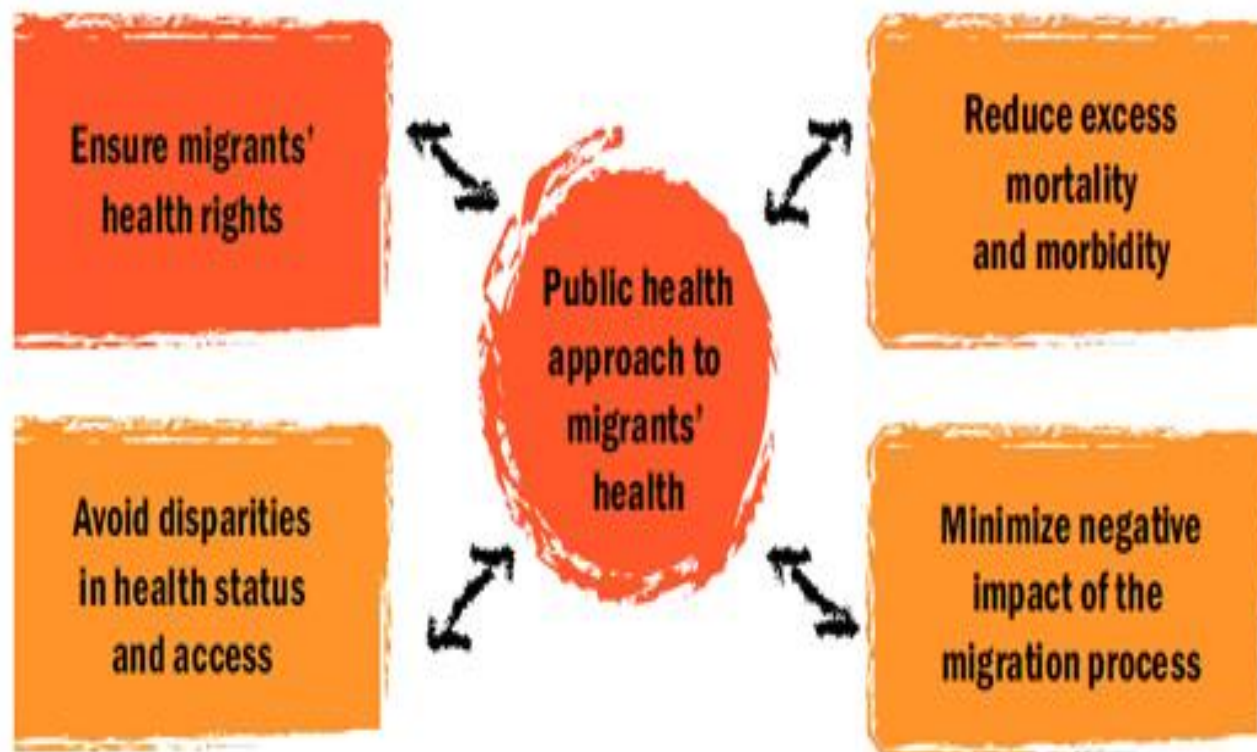 Ensure migrants'
health rights
Reduce excess
mortality
and morbidity
Public health
approach to
migrants'
health
Avoid disparities
in health status
and access
Minimize negative
impact of the
migration process